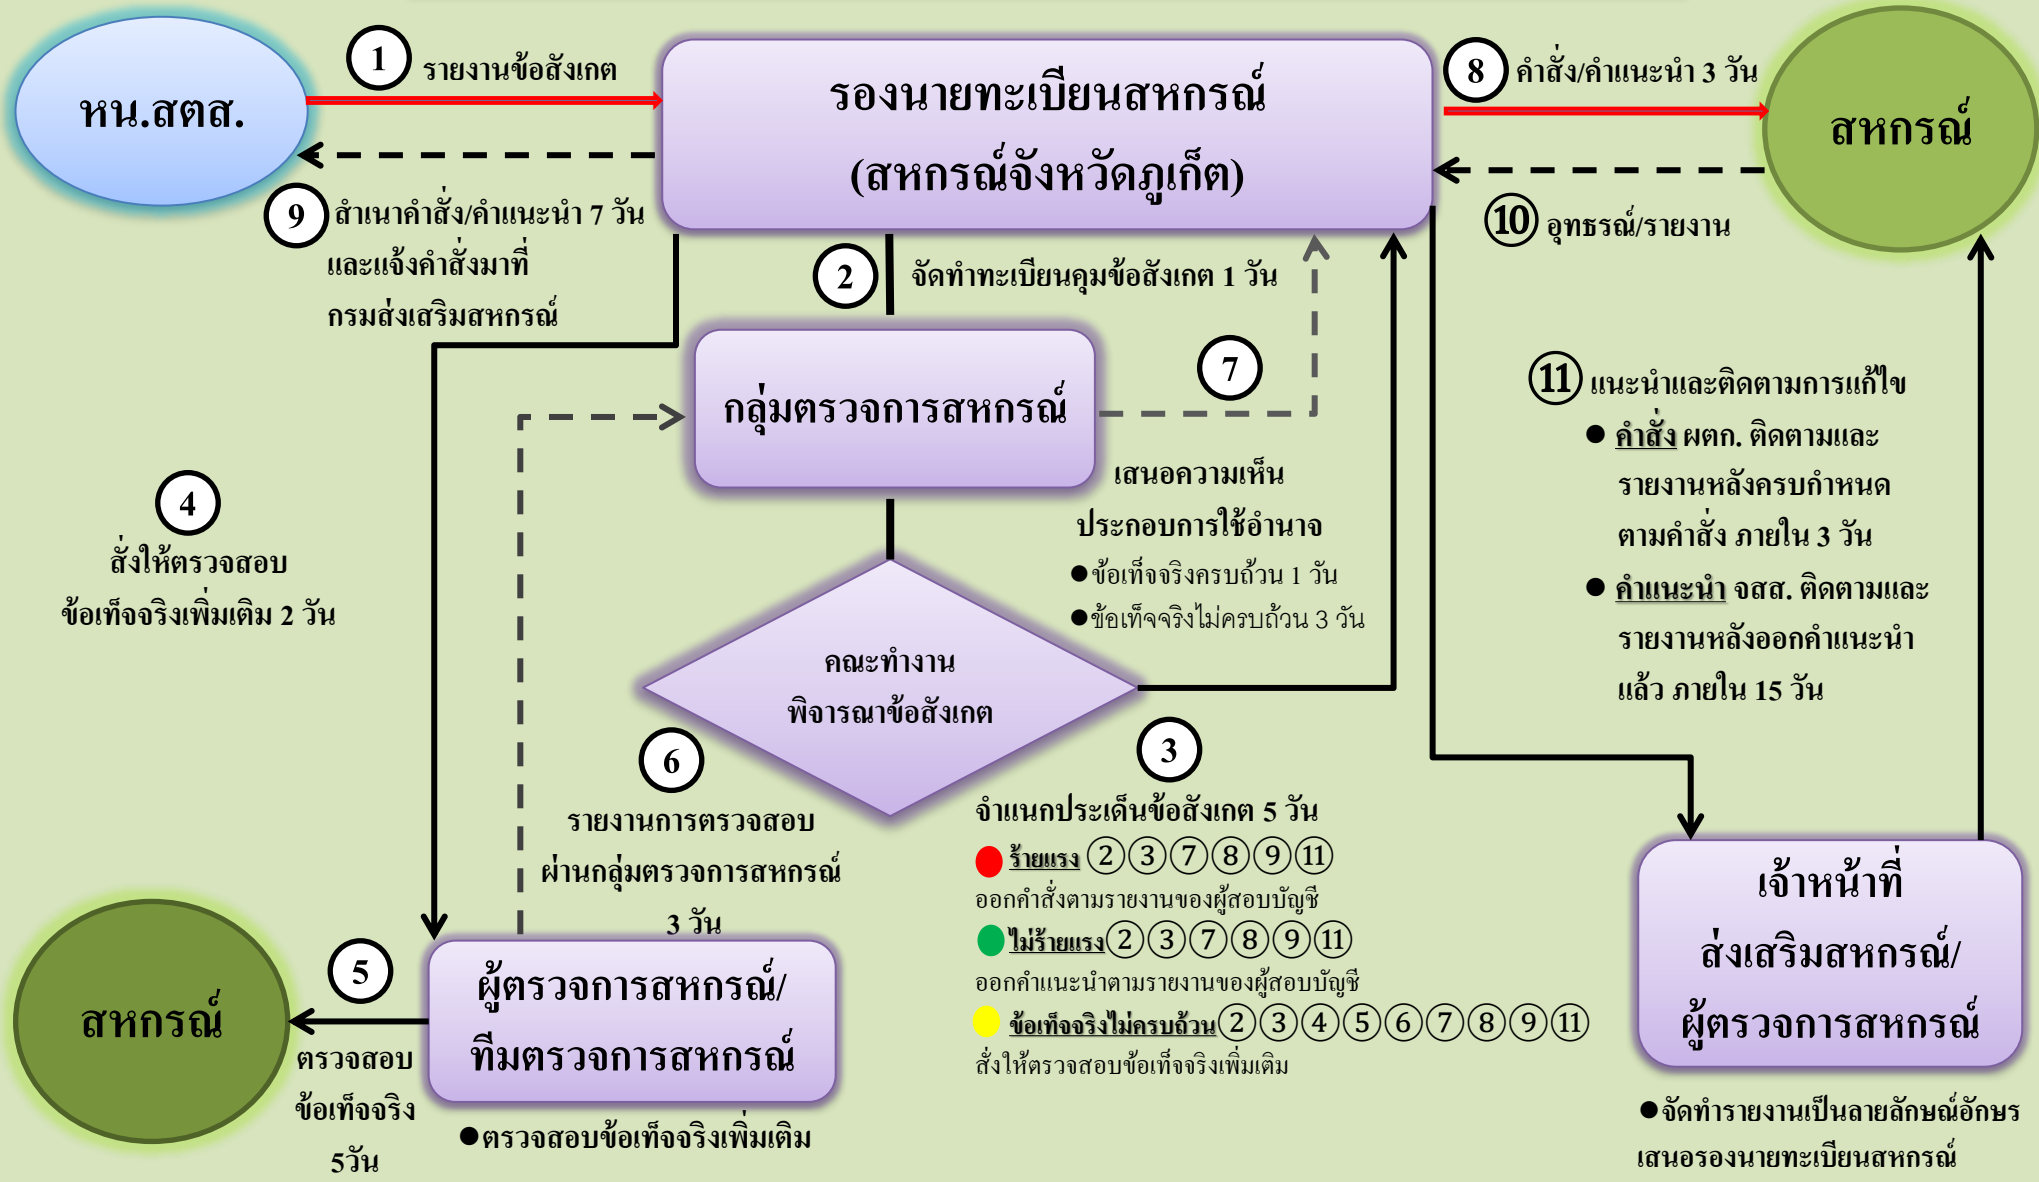 หน.สตส.
1 รายงานข้อสังเกต
รองนายทะเบียนสหกรณ์
(สหกรณ์จังหวัดภูเก็ต)
8 คำสั่ง/คำแนะนำ 3 วัน
สหกรณ์
9 สำเนาคำสั่ง/คำแนะนำ 7 วัน
และแจ้งคำสั่งมาที่
กรมส่งเสริมสหกรณ์
10 อุทธรณ์/รายงาน
2 จัดทำทะเบียนคุมข้อสังเกต 1 วัน
กลุ่มตรวจการสหกรณ์
7
เสนอความเห็น
ประกอบการใช้อำนาจ
●ข้อเท็จจริงครบถ้วน 1 วัน
●ข้อเท็จจริงไม่ครบถ้วน 3 วัน
11 แนะนำและติดตามการแก้ไข
● คำสั่ง ผตก. ติดตามและ
รายงานหลังครบกำหนด
ตามคำสั่ง ภายใน 3 วัน
● คำแนะนำ จสส. ติดตามและ
รายงานหลังออกคำแนะนำ
แล้ว ภายใน 15 วัน
4
สั่งให้ตรวจสอบ
ข้อเท็จจริงเพิ่มเติม 2 วัน
คณะทำงาน
พิจารณาข้อสังเกต
6
รายงานการตรวจสอบ
ผ่านกลุ่มตรวจการสหกรณ์
3 วัน
3
จำแนกประเด็นข้อสังเกต 5 วัน
ร้ายแรง ②③⑦⑧⑨⑪
ออกคำสั่งตามรายงานของผู้สอบบัญชี
ไม่ร้ายแรง②③⑦⑧⑨⑪
ออกคำแนะนำตามรายงานของผู้สอบบัญชี
ข้อเท็จจริงไม่ครบถ้วน②③④⑤⑥⑦⑧⑨⑪
สั่งให้ตรวจสอบข้อเท็จจริงเพิ่มเติม
สหกรณ์
5
ตรวจสอบ
ข้อเท็จจริง
5วัน
ผู้ตรวจการสหกรณ์/
ทีมตรวจการสหกรณ์
●ตรวจสอบข้อเท็จจริงเพิ่มเติม
เจ้าหน้าที่
ส่งเสริมสหกรณ์/
ผู้ตรวจการสหกรณ์
●จัดทำรายงานเป็นลายลักษณ์อักษร
เสนอรองนายทะเบียนสหกรณ์